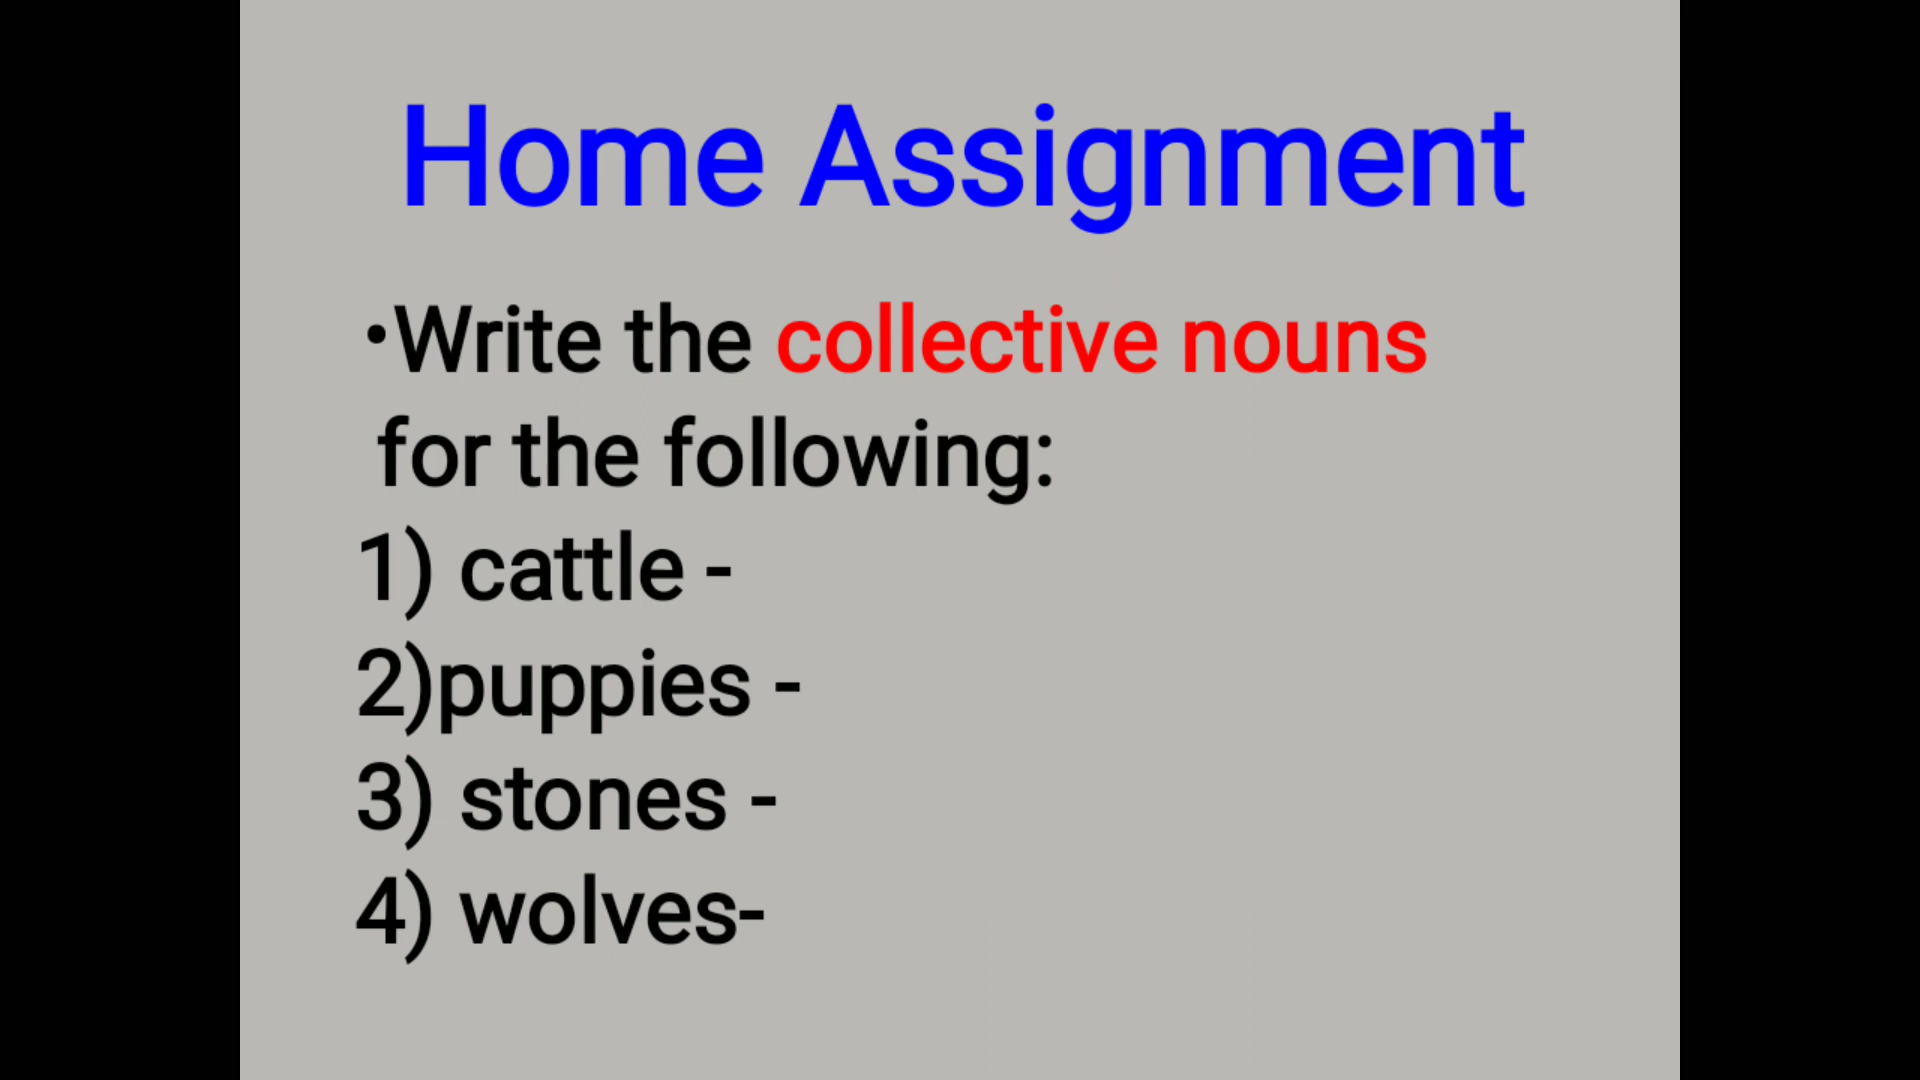 Home Assignment
•Write the collective nouns
for the following:
1) cattle -
2)puppies -
3) stones -
4) wolves-